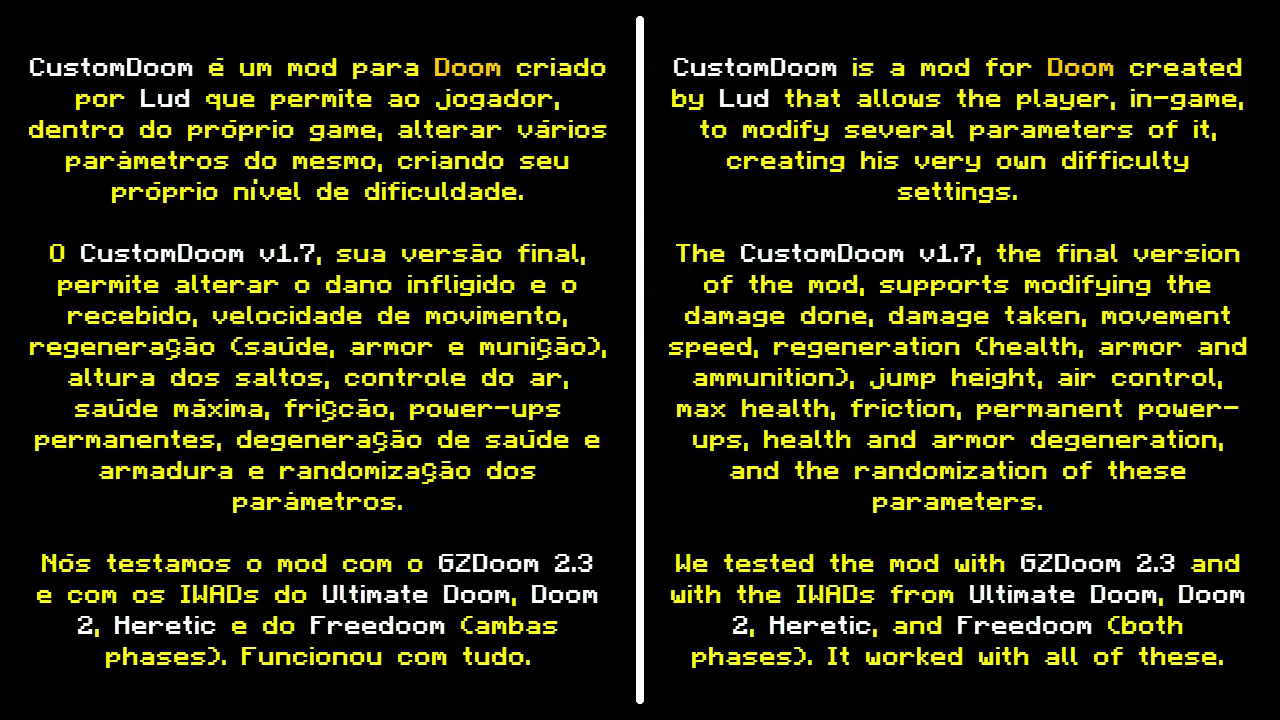 CustomDoom é um mod para Doom criado
por Lud que permite ao jogador,
dentro do próprio game, alterar vários
parâmetros do mesmo, criando seu
próprio nível de dificuldade.
O CustomDoom v1.7, sua versão final,
permite alterar o dano infligido e o
recebido, velocidade de movimento,
regeneração (saúde, armor e munição),
altura dos saltos, controle do ar,
saúde máxima, friçcão, power-ups
permanentes, degeneração de saúde e
armadura e randomização dos
parâmetros.
Nós testamos o mod com o GZDoom 2.3
e com os IWADs do Ultimate Doom, Doom
2, Heretic e do Freedoom (ambas
phases). Funcionou com tudo.
CustomDoom is a mod for Doom created
by Lud that allows the player, in-game,
to modify several parameters of it,
creating his very own difficulty
settings.
The CustomDoom v1.7, the final version
of the mod, supports modifying the
damage done, damage taken, movement
speed, regeneration (health, armor and
ammunition), jump height, air control,
max health, friction, permanent power-
ups, health and armor degeneration,
and the randomization of these
parameters.
We tested the mod with GZDoom 2.3 and
with the IWADs from Ultimate Doom, Doom
2, Heretic, and Freedoom (both
phases). It worked with all of these.